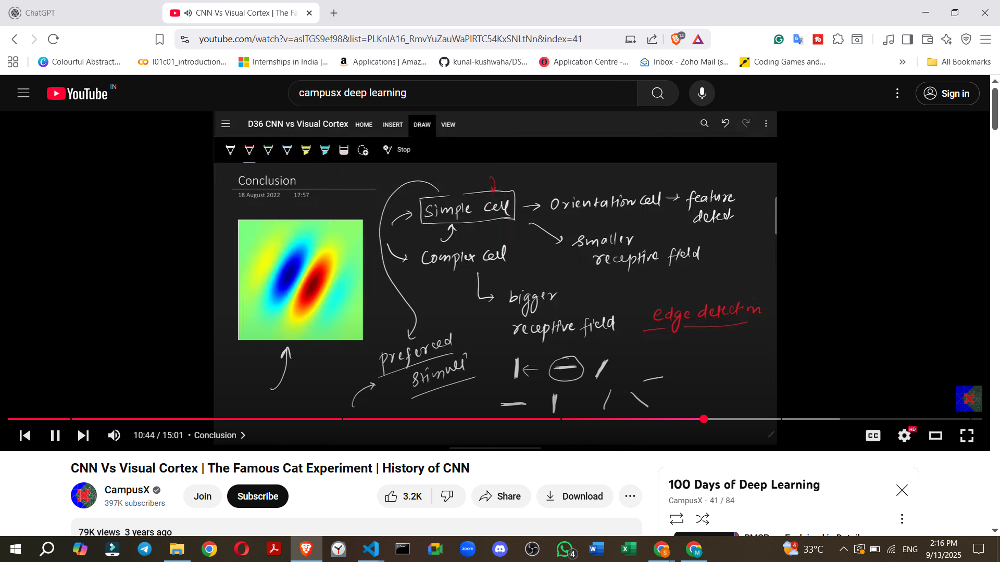 ChatGPT
CNN Vs Visual Cortex | The Fa
youtube.com/watch?v=aslTGS9ef98&list=PLKnIA16_RmvYuZauWaPlRTC54KxSNLtNn&index=41
14
Colourful Abstract...
l01c01_introduction...
Internships in India |...
Applications | Amaz...
kunal-kushwaha/DS...
Application Centre -...
Inbox - Zoho Mail (s...
Coding Games and...
All Bookmarks
YouTube IN
campusx deep learning
Sign in
D36 CNN vs Visual Cortex HOME INSERT DRAW VIEW
Stop
Conclusion
18 August 2022 17:57
Simple cell → Orientation cell → feature
detect
smaller
receptive field
Complex cell
bigger
receptive field
edge detection
preferred
stimuli
10:44 / 15:01 • Conclusion
CC
HD
CNN Vs Visual Cortex | The Famous Cat Experiment | History of CNN
CampusX
397K subscribers
Join
Subscribe
3.2K
Share
Download
79K views 3 years ago
100 Days of Deep Learning
CampusX - 41 / 84
zoom
4
4
33°C
ENG
2:16 PM
9/13/2025